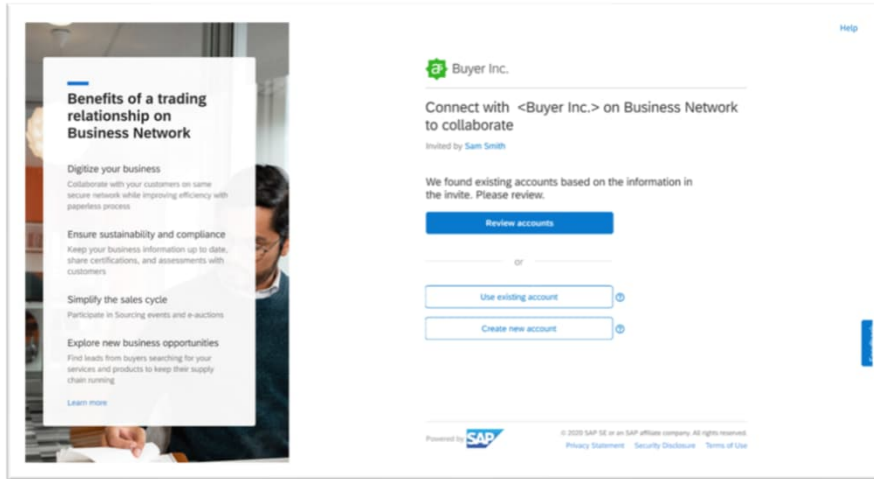 Help
Benefits of a trading
relationship on
Business Network
Digitize your business
Collaborate with your customers on same
secure network while improving efficiency with
paperless process
Ensure sustainability and compliance
Keep your business information up to date,
share certifications, and assessments with
customers
Simplify the sales cycle
Participate in Sourcing events and e-auctions
Explore new business opportunities
Find leads from buyers searching for your
services and products to keep their supply
chain running
Learn more
Buyer Inc.
Connect with <Buyer Inc.> on Business Network
to collaborate
Invited by Sam Smith
We found existing accounts based on the information in
the invite. Please review.
Review accounts
or
Use existing account
Create new account
Powered by SAP
© 2020 SAP SE or an SAP affiliate company. All rights reserved.
Privacy Statement Security Disclosure Terms of Use